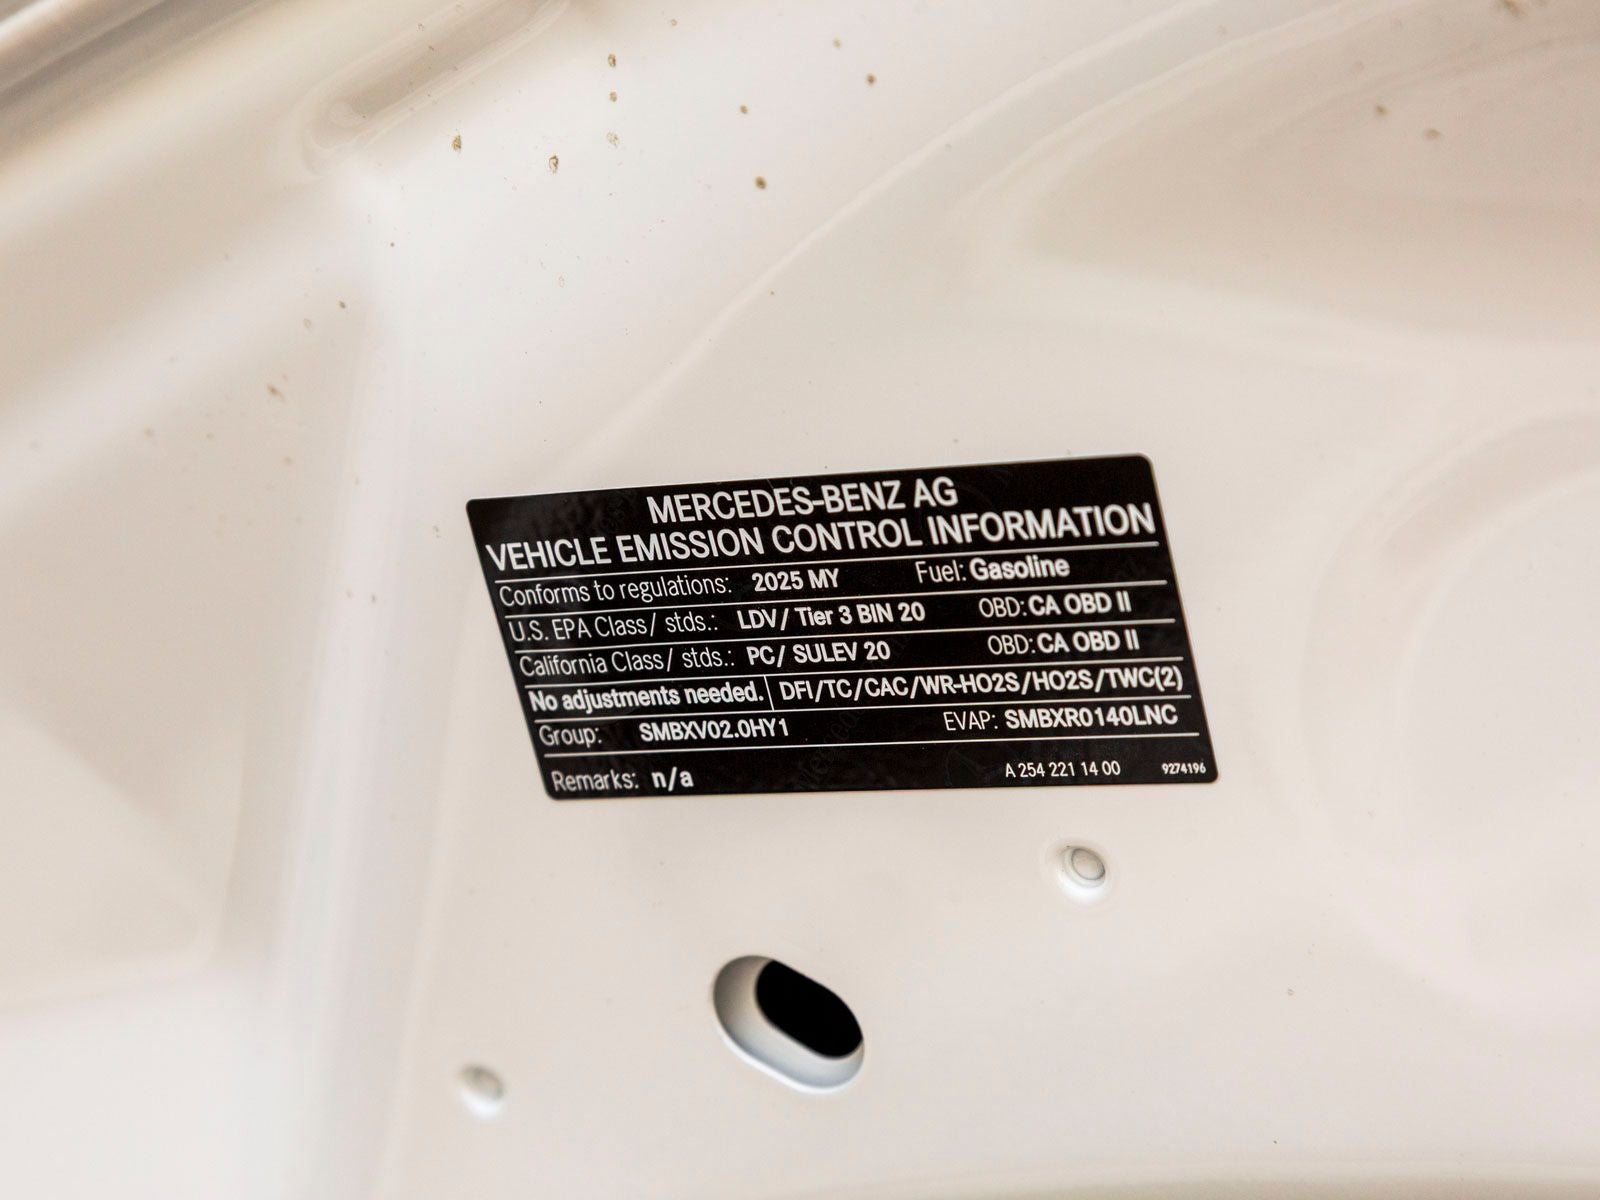 MERCEDES-BENZ AG
VEHICLE EMISSION CONTROL INFORMATION
Conforms to regulations: 2025 MY Fuel: Gasoline
U.S. EPA Class/ stds.: LDV/ Tier 3 BIN 20 OBD: CA OBD II
California Class/ stds.: PC/ SULEV 20 OBD: CA OBD II
No adjustments needed. DFI/TC/CAC/WR-HO2S/HO2S/TWC(2)
Group: SMBXV02.0HY1 EVAP: SMBXR0140LNC
Remarks: n/a A 254 221 14 00 9274196